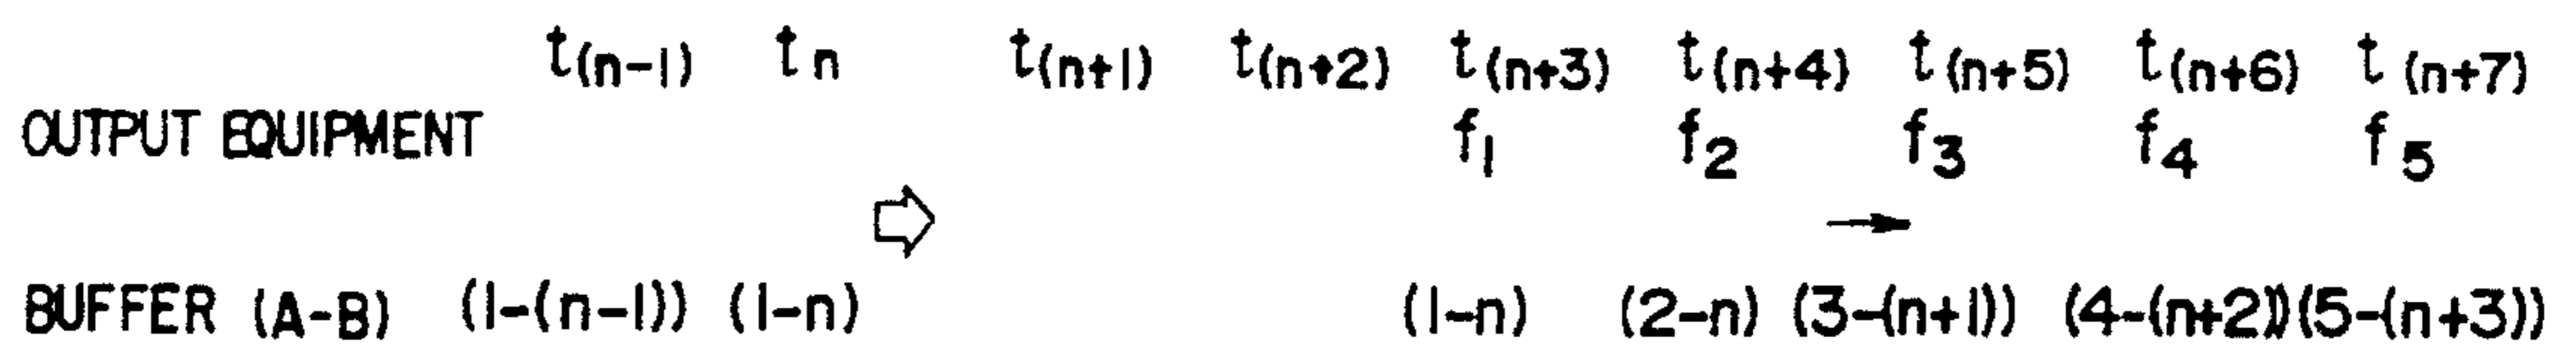 t(n-1) tn t(n+1) t(n+2) t(n+3) t(n+4) t(n+5) t(n+6) t(n+7)
OUTPUT EQUIPMENT f1 f2 f3 f4 f5
BUFFER (A-B) (1-(n-1)) (1-n) (1-n) (2-n) (3-(n+1)) (4-(n+2)) (5-(n+3))